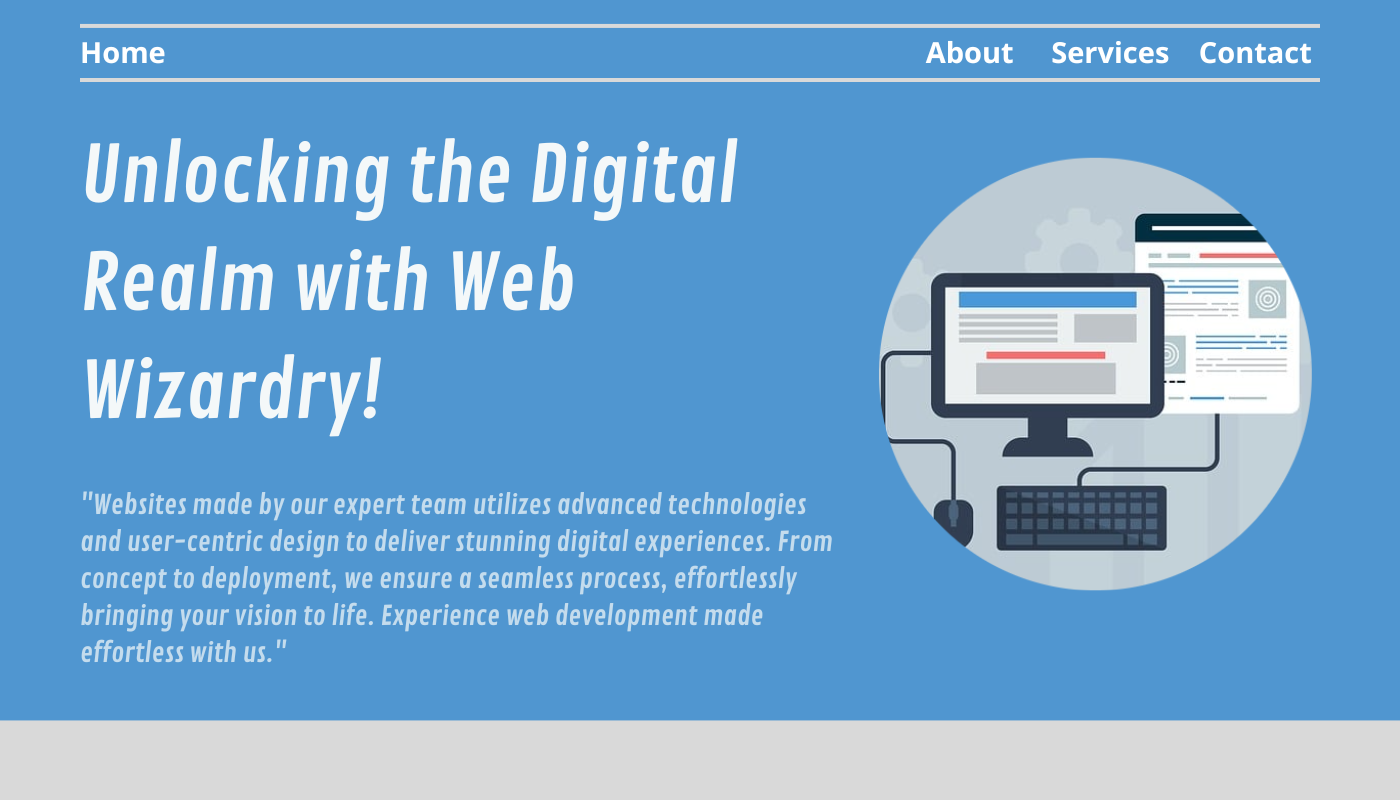 Home About Services Contact
Unlocking the Digital
Realm with Web
Wizardry!
"Websites made by our expert team utilizes advanced technologies
and user-centric design to deliver stunning digital experiences. From
concept to deployment, we ensure a seamless process, effortlessly
bringing your vision to life. Experience web development made
effortless with us."